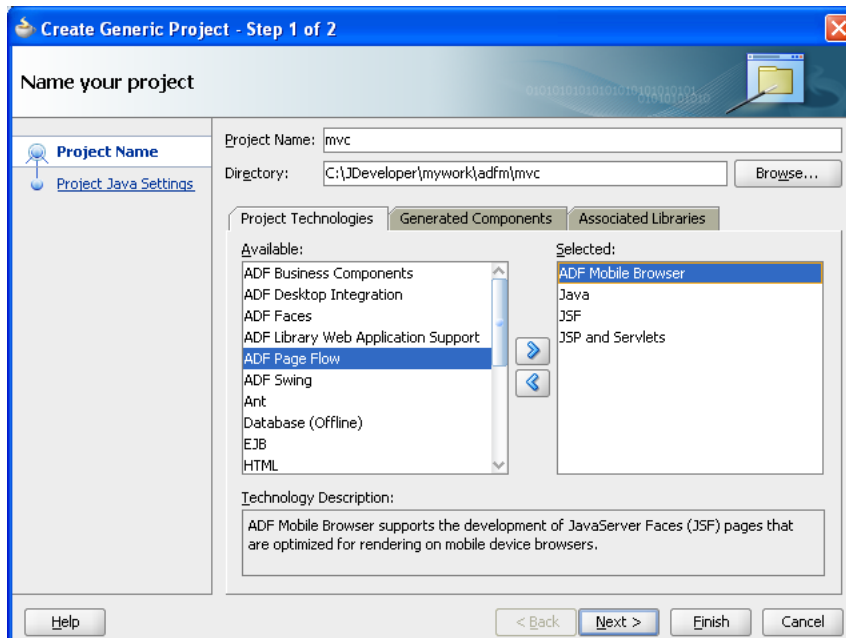 Create Generic Project - Step 1 of 2
Name your project
Project Name
Project Java Settings
Project Name: mvc
Directory: C:\JDeveloper\mywork\adfm\mvc Browse...
Project Technologies Generated Components Associated Libraries
Available:
ADF Business Components
ADF Desktop Integration
ADF Faces
ADF Library Web Application Support
ADF Page Flow
ADF Swing
Ant
Database (Offline)
EJB
HTML
Selected:
ADF Mobile Browser
Java
JSF
JSP and Servlets
Technology Description:
ADF Mobile Browser supports the development of JavaServer Faces (JSF) pages that
are optimized for rendering on mobile device browsers.
Help < Back Next > Finish Cancel